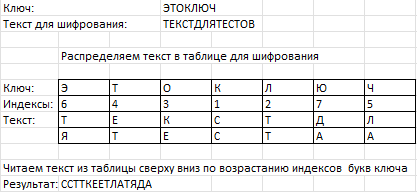 Ключ: ЭТОКЛЮЧ
Текст для шифрования: ТЕКСТДЛЯТЕСТОВ
Распределяем текст в таблице для шифрования
Ключ: Э Т О К Л Ю Ч
Индексы: 6 4 3 1 2 7 5
Текст: Т Е К С Т Д Л
Я Т Е С Т А А
Читаем текст из таблицы сверху вниз по возрастанию индексов букв ключа
Результат: ССТТКЕЕТЛАТЯДА